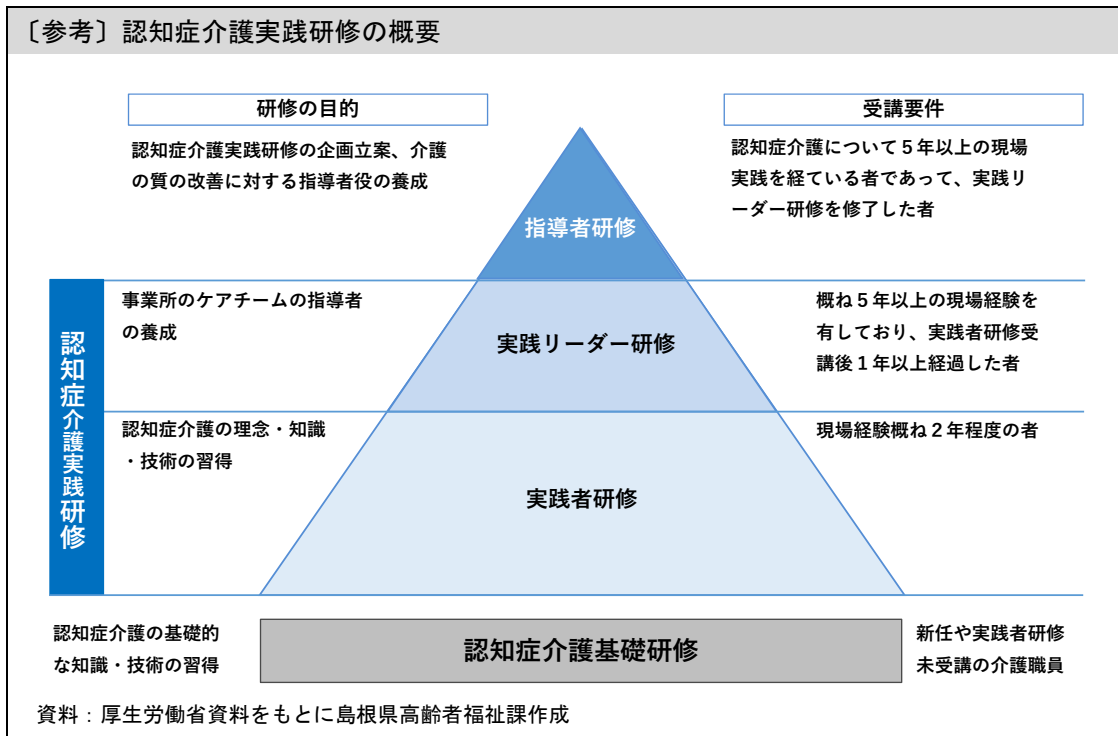 〔参考〕認知症介護実践研修の概要
研修の目的
受講要件
認知症介護実践研修の企画立案、介護
の質の改善に対する指導者役の養成
指導者研修
認知症介護について５年以上の現場
実践を経ている者であって、実践リ
ーダー研修を修了した者
認知症介護実践研修
事業所のケアチームの指導者
の養成
実践リーダー研修
概ね５年以上の現場経験を
有しており、実践者研修受
講後１年以上経過した者
認知症介護の理念・知識
・技術の習得
実践者研修
現場経験概ね２年程度の者
認知症介護の基礎的
な知識・技術の習得
認知症介護基礎研修
新任や実践者研修
未受講の介護職員
資料：厚生労働省資料をもとに島根県高齢者福祉課作成